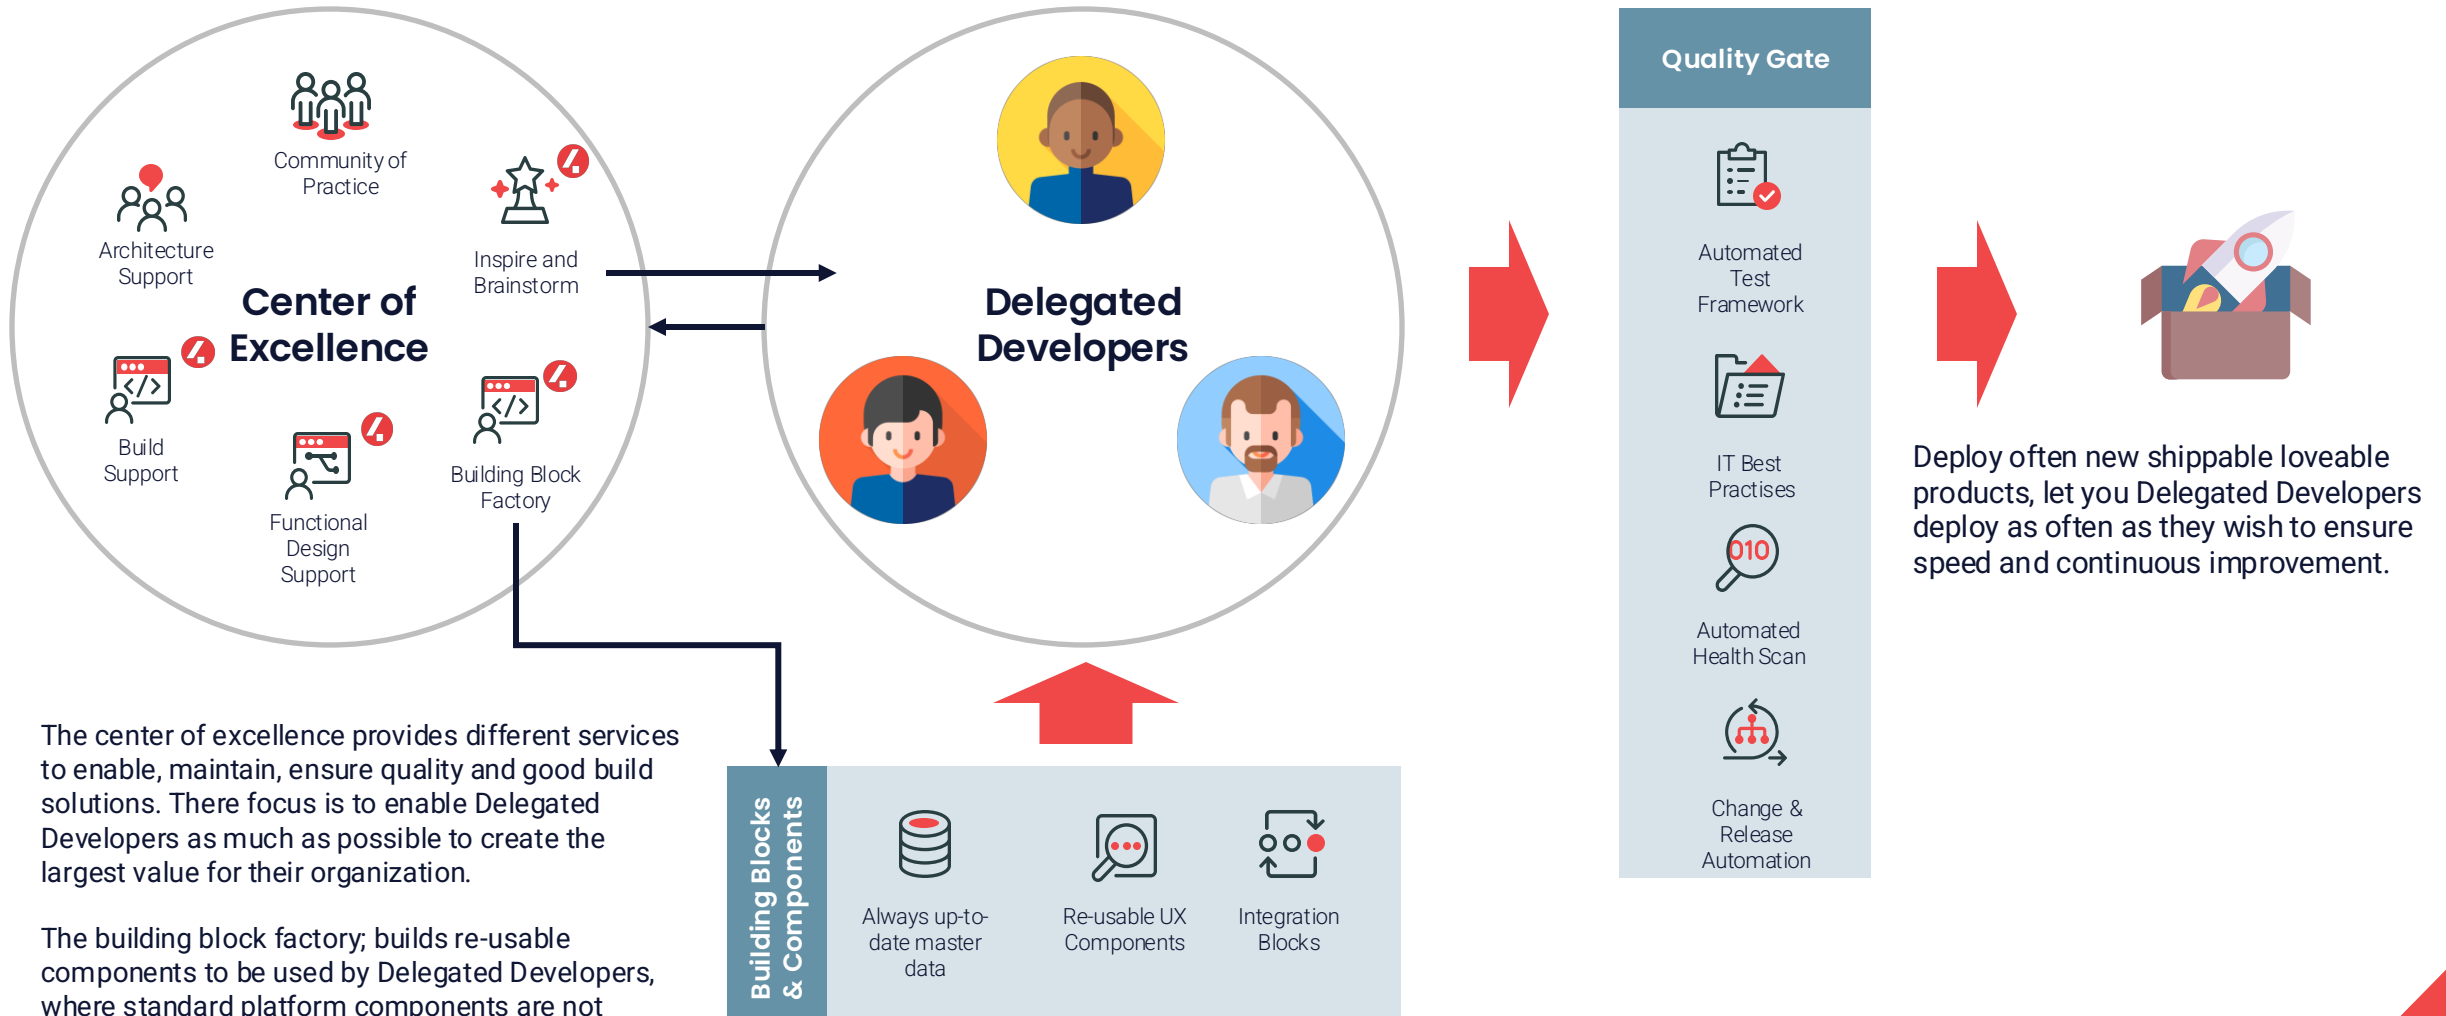 Community of
Practice
Architecture
Support
Inspire and
Brainstorm
Center of
Excellence
Build
Support
Functional
Design
Support
Building Block
Factory
Delegated
Developers
Quality Gate
Automated
Test
Framework
IT Best
Practises
010
Automated
Health Scan
Change &
Release
Automation
Deploy often new shippable loveable
products, let you Delegated Developers
deploy as often as they wish to ensure
speed and continuous improvement.
The center of excellence provides different services
to enable, maintain, ensure quality and good build
solutions. There focus is to enable Delegated
Developers as much as possible to create the
largest value for their organization.
The building block factory; builds re-usable
components to be used by Delegated Developers,
where standard platform components are not
Building Blocks
& Components
Always up-to-
date master
data
Re-usable UX
Components
Integration
Blocks